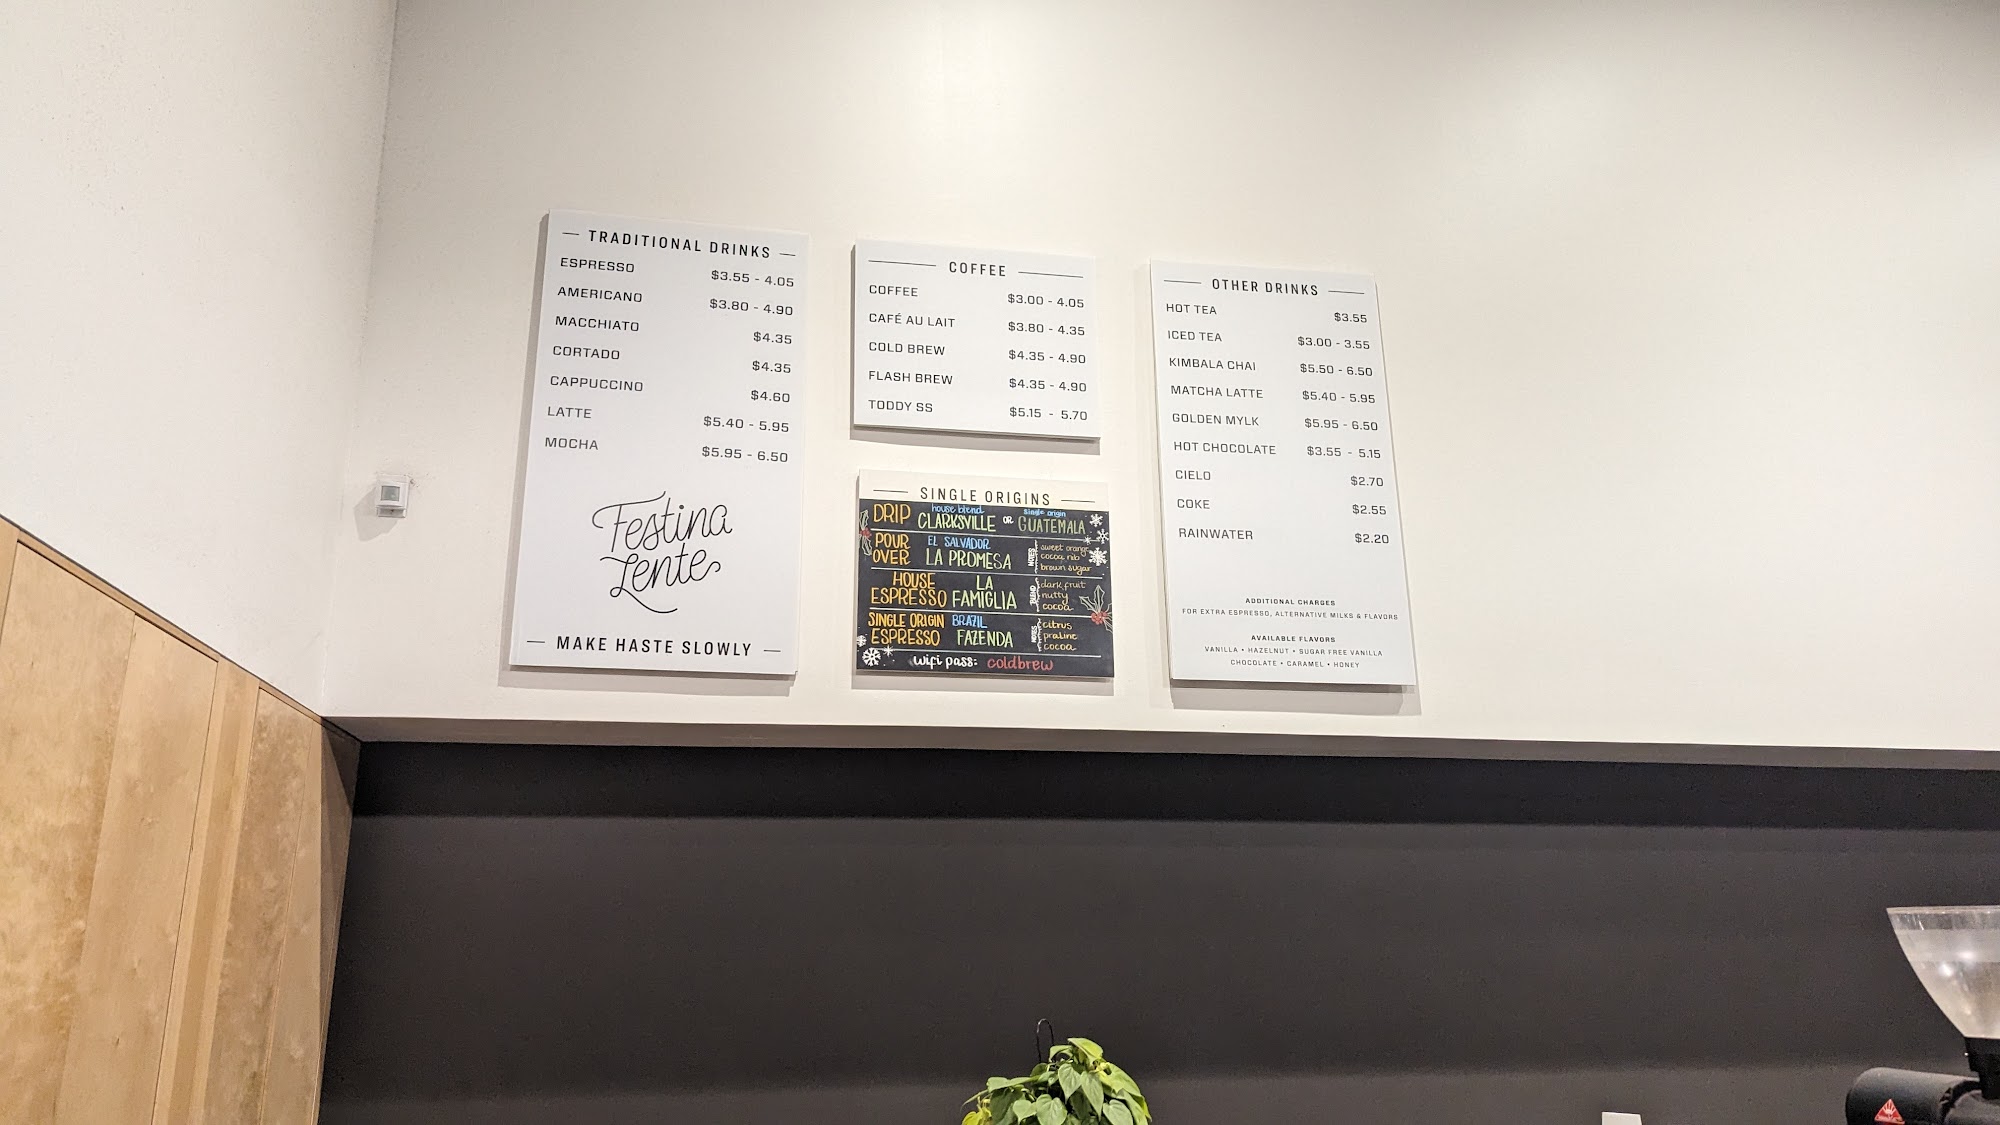 TRADITIONAL DRINKS
ESPRESSO $3.55 - 4.05
AMERICANO $3.80 - 4.90
MACCHIATO $4.35
CORTADO $4.35
CAPPUCCINO $4.60
LATTE $5.40 - 5.95
MOCHA $5.95 - 6.50
Festina
Lente
MAKE HASTE SLOWLY
COFFEE
COFFEE $3.00 - 4.05
CAFÉ AU LAIT $3.80 - 4.35
COLD BREW $4.35 - 4.90
FLASH BREW $4.35 - 4.90
TODDY SS $5.15 - 5.70
SINGLE ORIGINS
house blend single origin
DRIP CLARKSVILLE OR GUATEMALA
POUR OVER EL SALVADOR LA PROMESA NOTES sweet orange cocoa nib brown sugar
HOUSE ESPRESSO LA FAMIGLIA BLEND dark fruit nutty cocoa
SINGLE ORIGIN ESPRESSO BRAZIL FAZENDA NOTES citrus praline cocoa
wifi pass: coldbrew
OTHER DRINKS
HOT TEA $3.55
ICED TEA $3.00 - 3.55
KIMBALA CHAI $5.50 - 6.50
MATCHA LATTE $5.40 - 5.95
GOLDEN MYLK $5.95 - 6.50
HOT CHOCOLATE $3.55 - 5.15
CIELO $2.70
COKE $2.55
RAINWATER $2.20
ADDITIONAL CHARGES
FOR EXTRA ESPRESSO, ALTERNATIVE MILKS & FLAVORS
AVAILABLE FLAVORS
VANILLA • HAZELNUT • SUGAR FREE VANILLA
CHOCOLATE • CARAMEL • HONEY